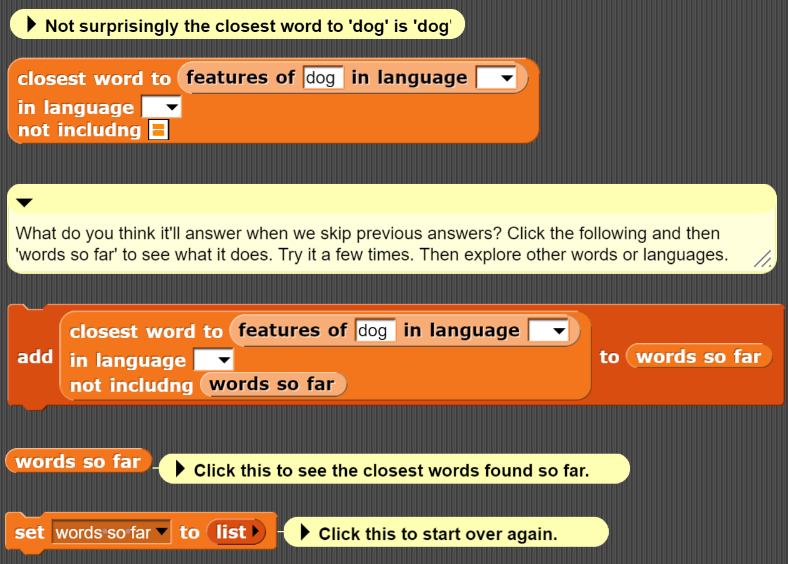 Not surprisingly the closest word to 'dog' is 'dog'
closest word to features of dog in language
in language
not includng
What do you think it'll answer when we skip previous answers? Click the following and then
'words so far' to see what it does. Try it a few times. Then explore other words or languages.
closest word to features of dog in language
add in language to words so far
not includng words so far
words so far Click this to see the closest words found so far.
set words so far to list Click this to start over again.